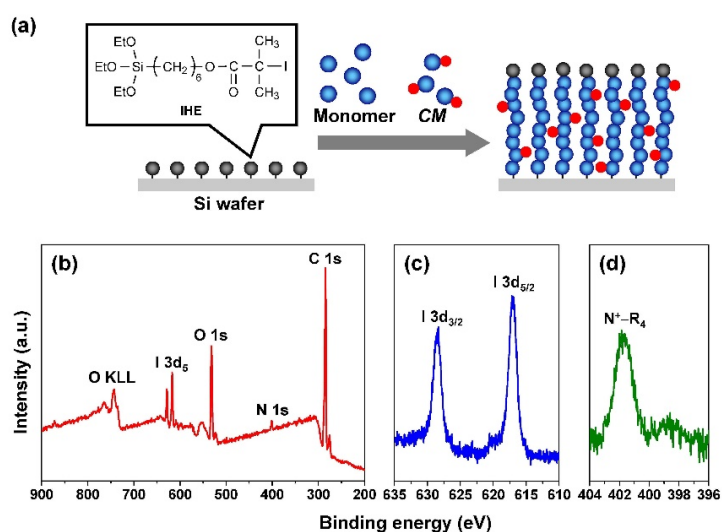 (a)
EtO
CH₃
EtO–Si–(CH₂)₆–O–C–C–I
EtO
O
CH₃
IHE
Monomer
CM
Si wafer
(b)
C 1s
O 1s
I 3d₅
O KLL
N 1s
(c)
I 3d₅/₂
I 3d₃/₂
(d)
N⁺–R₄
Intensity (a.u.)
900 800 700 600 500 400 300 200
635 630 625 620 615 610
404 402 400 398 396
Binding energy (eV)